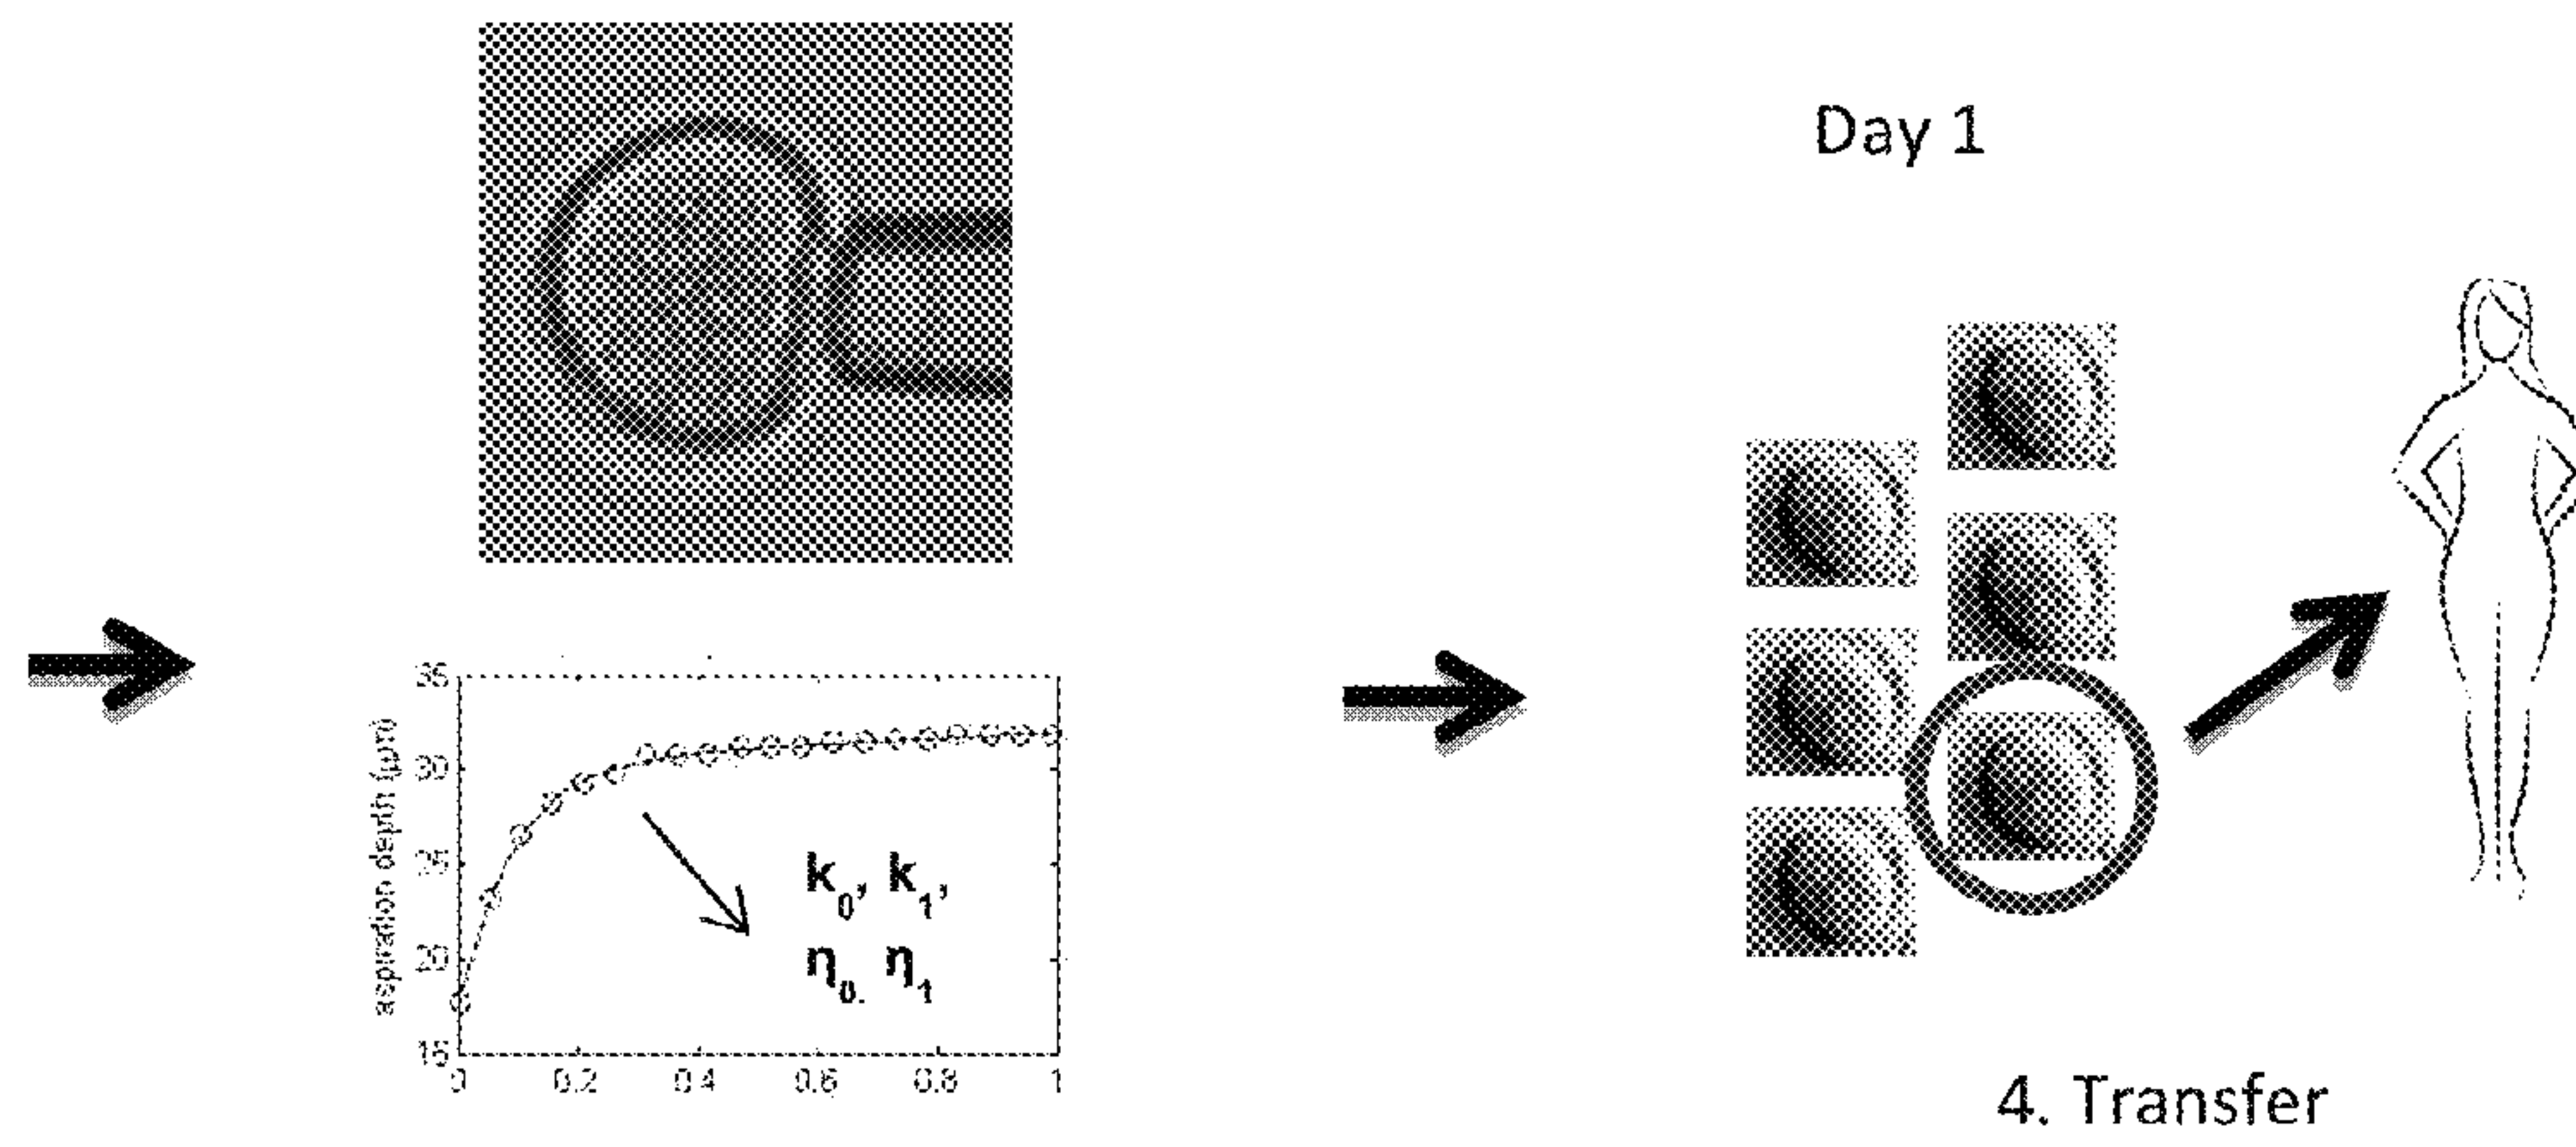 Day 1
35
30
25
20
15
aspiration depth (μm)
k₀, k₁,
η₀. η₁
0 0.2 0.4 0.6 0.8 1
4. Transfer